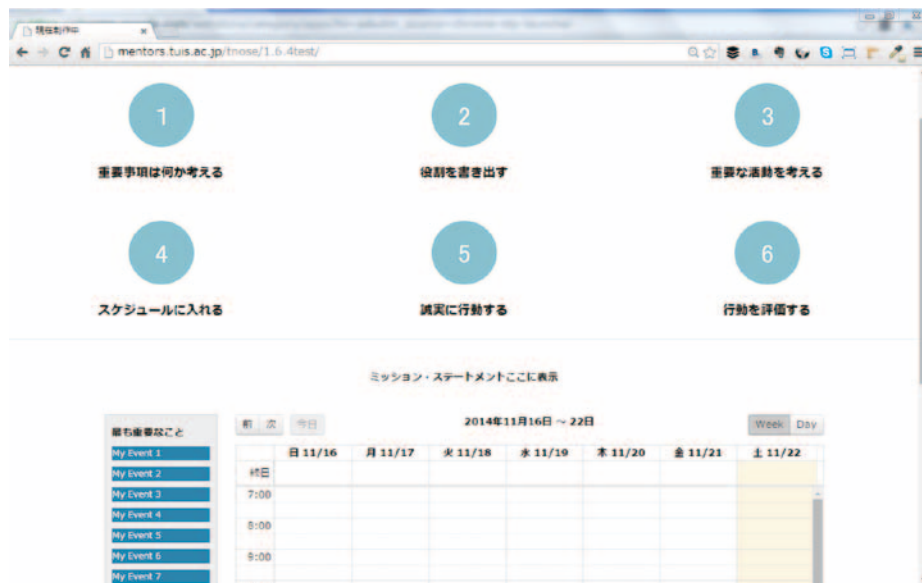 現在制作中
mentors.tuis.ac.jp/tnose/1.6.4test/
1
2
3
重要事項は何か考える
役割を書き出す
重要な活動を考える
4
5
6
スケジュールに入れる
誠実に行動する
行動を評価する
ミッション・ステートメントここに表示
最も重要なこと
前 次 今日
2014年11月16日 ~ 22日
Week Day
日 11/16 月 11/17 火 11/18 水 11/19 木 11/20 金 11/21 土 11/22
終日
My Event 1
My Event 2
My Event 3
My Event 4
My Event 5
My Event 6
My Event 7
7:00
8:00
9:00